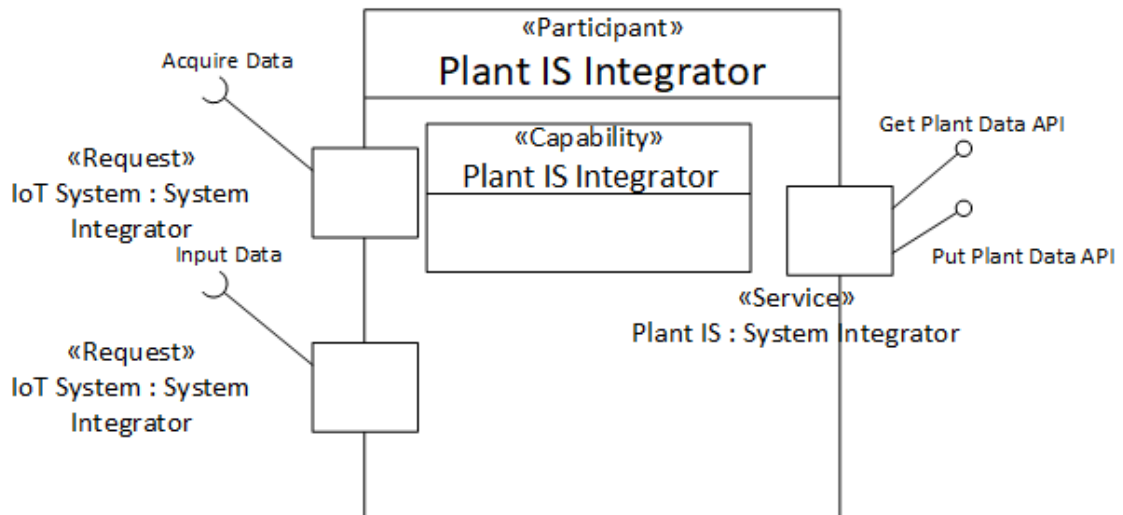 «Participant»
Plant IS Integrator
Acquire Data
«Request»
IoT System : System
Integrator
Input Data
«Request»
IoT System : System
Integrator
«Capability»
Plant IS Integrator
Get Plant Data API
Put Plant Data API
«Service»
Plant IS : System Integrator